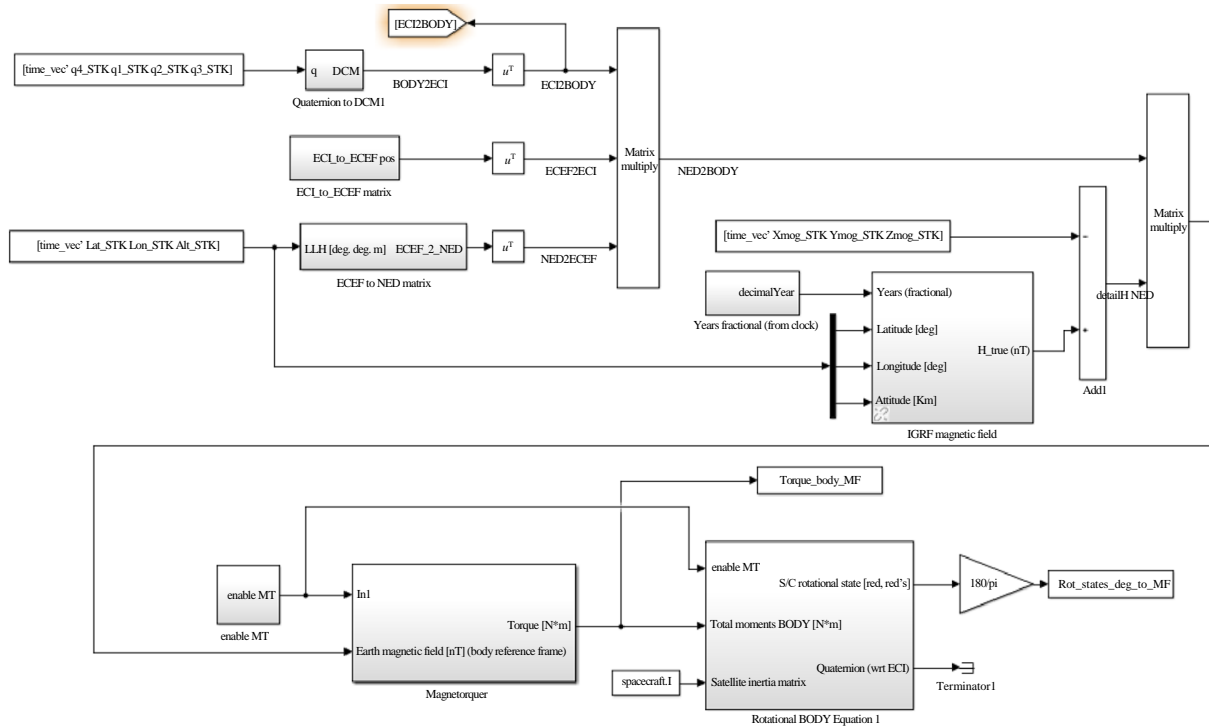 [ECI2BODY]
[time_vec' q4_STK q1_STK q2_STK q3_STK]
q DCM
Quaternion to DCM1
BODY2ECI
uT
ECI2BODY
ECI_to_ECEF pos
ECI_to_ECEF matrix
uT
ECEF2ECI
Matrix
multiply
NED2BODY
[time_vec' Lat_STK Lon_STK Alt_STK]
LLH [deg. deg. m] ECEF_2_NED
ECEF to NED matrix
uT
NED2ECEF
[time_vec' Xmog_STK Ymog_STK Zmog_STK]
Matrix
multiply
decimalYear
Years fractional (from clock)
Years (fractional)
Latitude [deg]
Longitude [deg]
Attitude [Km]
H_true (nT)
IGRF magnetic field
−
+
Add1
detailH NED
Torque_body_MF
enable MT
enable MT
In1
Torque [N*m]
Earth magnetic field [nT] (body reference frame)
Magnetorquer
spacecraft.I
enable MT
S/C rotational state [red, red's]
Total moments BODY [N*m]
Quaternion (wrt ECI)
Satellite inertia matrix
Rotational BODY Equation 1
180/pi
Rot_states_deg_to_MF
Terminator1